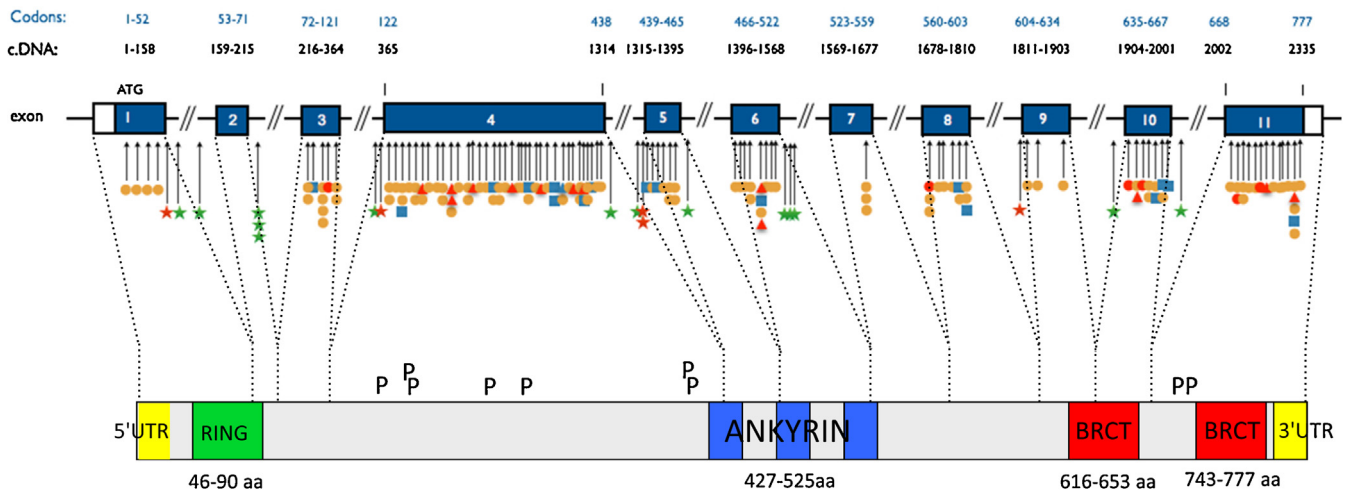 Codons: 1-52 53-71 72-121 122 438 439-465 466-522 523-559 560-603 604-634 635-667 668 777
c.DNA: 1-158 159-215 216-364 365 1314 1315-1395 1396-1568 1569-1677 1678-1810 1811-1903 1904-2001 2002 2335
ATG
exon 1 2 3 4 5 6 7 8 9 10 11
P P P P P P P PP
5'UTR RING ANKYRIN BRCT BRCT 3'UTR
46-90 aa 427-525aa 616-653 aa 743-777 aa